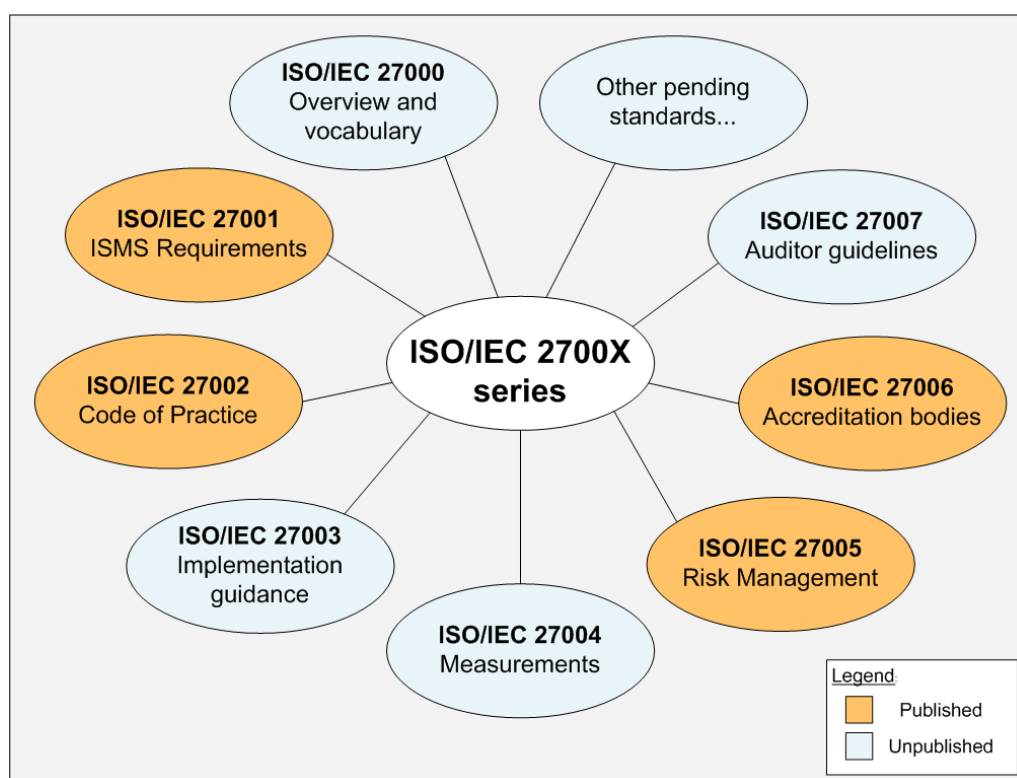 ISO/IEC 27000
Overview and
vocabulary
Other pending
standards...
ISO/IEC 27001
ISMS Requirements
ISO/IEC 27007
Auditor guidelines
ISO/IEC 2700X
series
ISO/IEC 27002
Code of Practice
ISO/IEC 27006
Accreditation bodies
ISO/IEC 27003
Implementation
guidance
ISO/IEC 27005
Risk Management
ISO/IEC 27004
Measurements
Legend:
Published
Unpublished